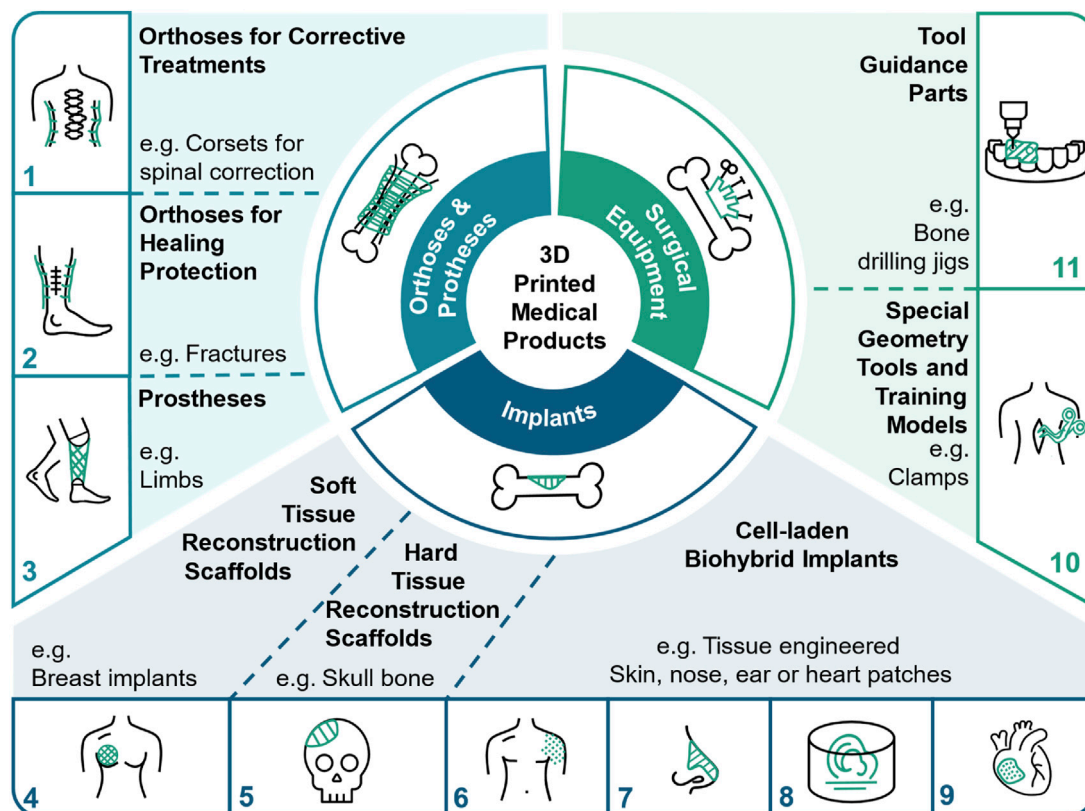 Orthoses for Corrective
Treatments
e.g. Corsets for
spinal correction
1
Orthoses for
Healing
Protection
e.g. Fractures
2
Prostheses
e.g.
Limbs
3
Orthoses &
Protheses
Surgical
Equipment
3D
Printed
Medical
Products
Implants
Tool
Guidance
Parts
e.g.
Bone
drilling jigs
11
Special
Geometry
Tools and
Training
Models
e.g.
Clamps
10
Soft
Tissue
Reconstruction
Scaffolds
e.g.
Breast implants
Hard
Tissue
Reconstruction
Scaffolds
e.g. Skull bone
Cell-laden
Biohybrid Implants
e.g. Tissue engineered
Skin, nose, ear or heart patches
4
5
6
7
8
9